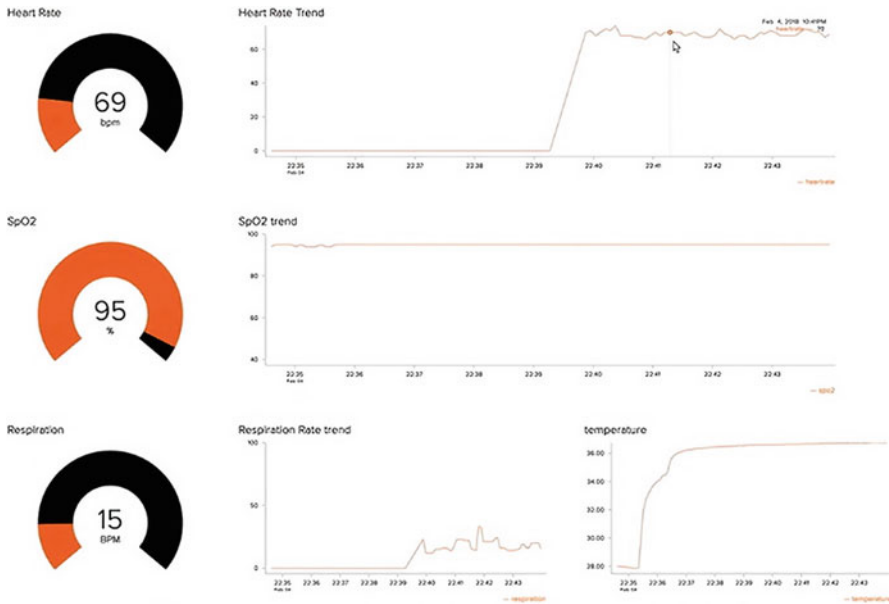 Heart Rate
69
bpm
Heart Rate Trend
Feb 4, 2018 10:41PM
heartrate 70
60
40
20
0
22:35 22:36 22:37 22:38 22:39 22:40 22:41 22:42 22:43
Feb 04
— heartrate
SpO2
95
%
SpO2 trend
100
80
60
40
22:35 22:36 22:37 22:38 22:39 22:40 22:41 22:42 22:43
Feb 04
— spo2
Respiration
15
BPM
Respiration Rate trend
100
50
0
22:35 22:36 22:37 22:38 22:39 22:40 22:41 22:42 22:43
Feb 04
— respiration
temperature
36.00
34.00
32.00
30.00
28.00
22:35 22:36 22:37 22:38 22:39 22:40 22:41 22:42 22:43
Feb 04
— temperature